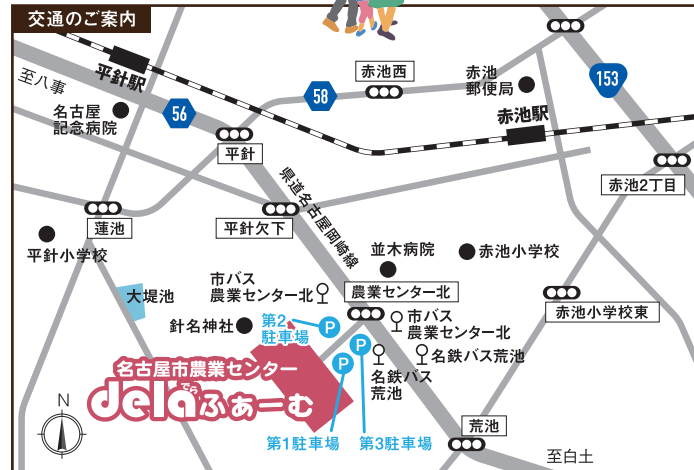 交通のご案内
平針駅
至八事
名古屋
記念病院
56
58
赤池西
赤池
郵便局
赤池駅
153
平針
赤池2丁目
県道名古屋岡崎線
蓮池
平針欠下
平針小学校
並木病院
赤池小学校
大堤池
市バス
農業センター北
農業センター北
赤池小学校東
針名神社
第2
駐車場
P
市バス
農業センター北
名鉄バス荒池
P
P
名鉄バス
荒池
名古屋市農業センター
でら
delaふぁーむ
第1駐車場
第3駐車場
荒池
至白土
N